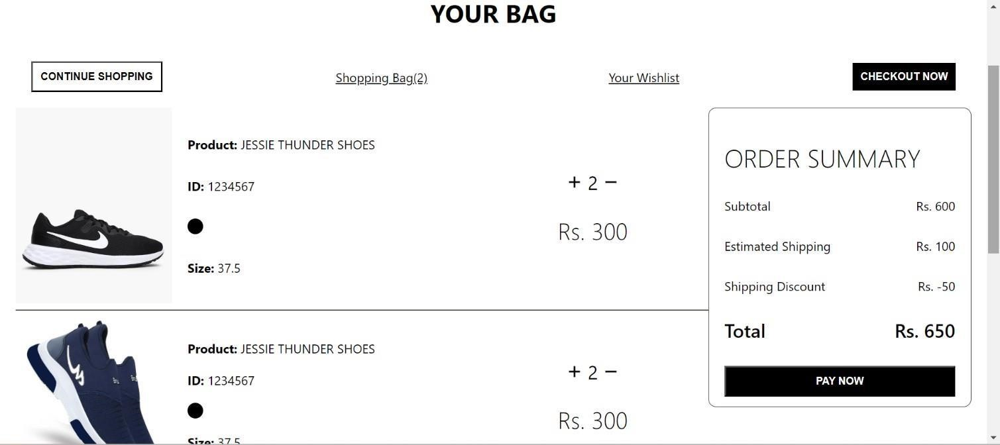 YOUR BAG
CONTINUE SHOPPING
Shopping Bag(2)
Your Wishlist
CHECKOUT NOW
Product: JESSIE THUNDER SHOES
ID: 1234567
Size: 37.5
+ 2 −
Rs. 300
Product: JESSIE THUNDER SHOES
ID: 1234567
Size: 37.5
+ 2 −
Rs. 300
ORDER SUMMARY
Subtotal Rs. 600
Estimated Shipping Rs. 100
Shipping Discount Rs. -50
Total Rs. 650
PAY NOW